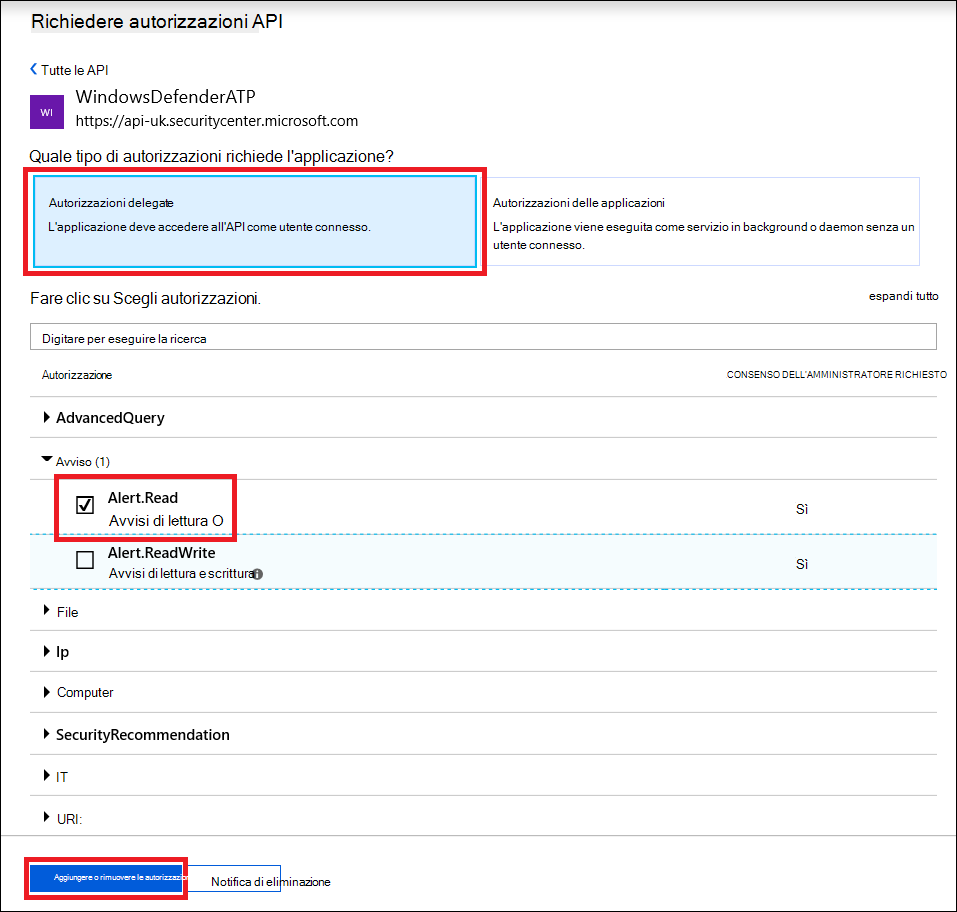 Richiedere autorizzazioni API
Tutte le API
WI
WindowsDefenderATP
https://api-uk.securitycenter.microsoft.com
Quale tipo di autorizzazioni richiede l'applicazione?
Autorizzazioni delegate
L'applicazione deve accedere all'API come utente connesso.
Autorizzazioni delle applicazioni
L'applicazione viene eseguita come servizio in background o daemon senza un
utente connesso.
Fare clic su Scegli autorizzazioni.
espandi tutto
Digitare per eseguire la ricerca
Autorizzazione
CONSENSO DELL'AMMINISTRATORE RICHIESTO
AdvancedQuery
Avviso (1)
Alert.Read
Avvisi di lettura O
Sì
Alert.ReadWrite
Avvisi di lettura e scrittura
Sì
File
Ip
Computer
SecurityRecommendation
IT
URI:
Aggiungere o rimuovere le autorizzazion
Notifica di eliminazione